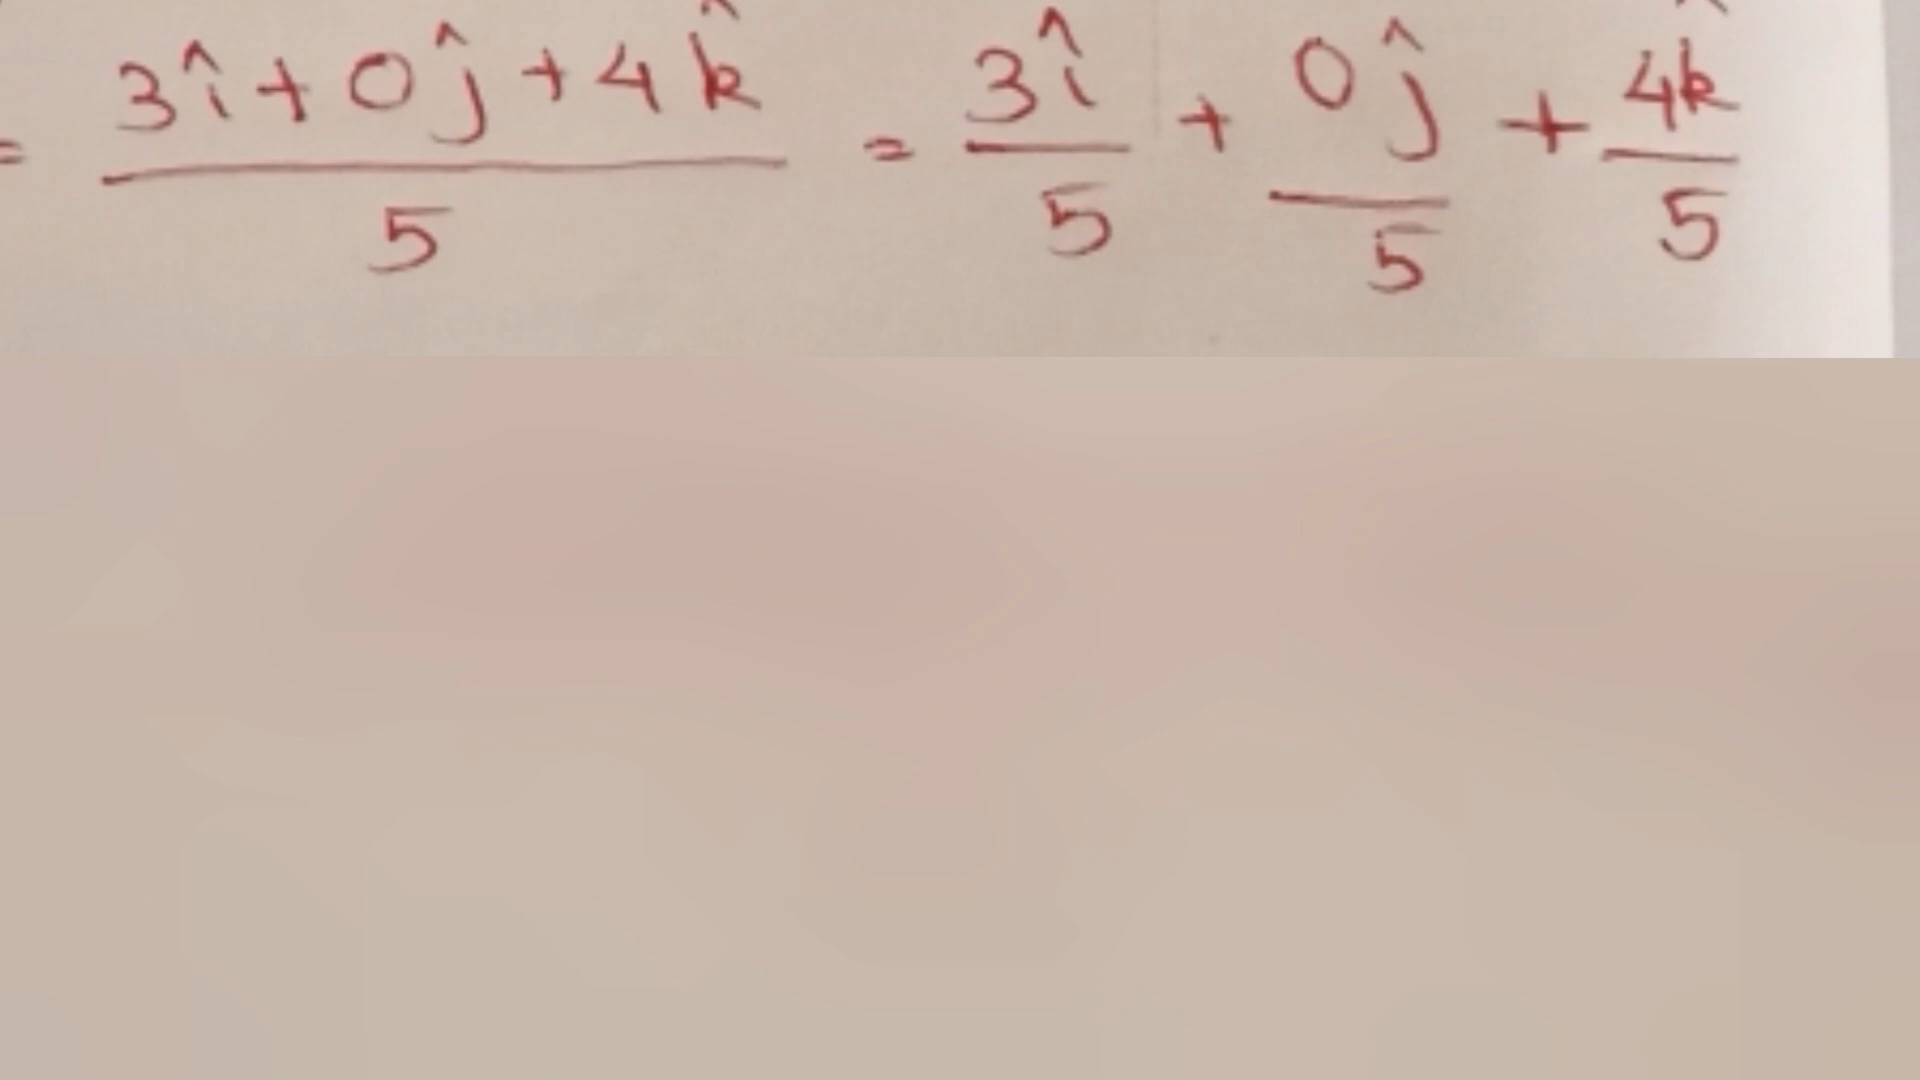 = (3î + 0ĵ + 4k̂)/5 = 3î/5 + 0ĵ/5 + 4k̂/5